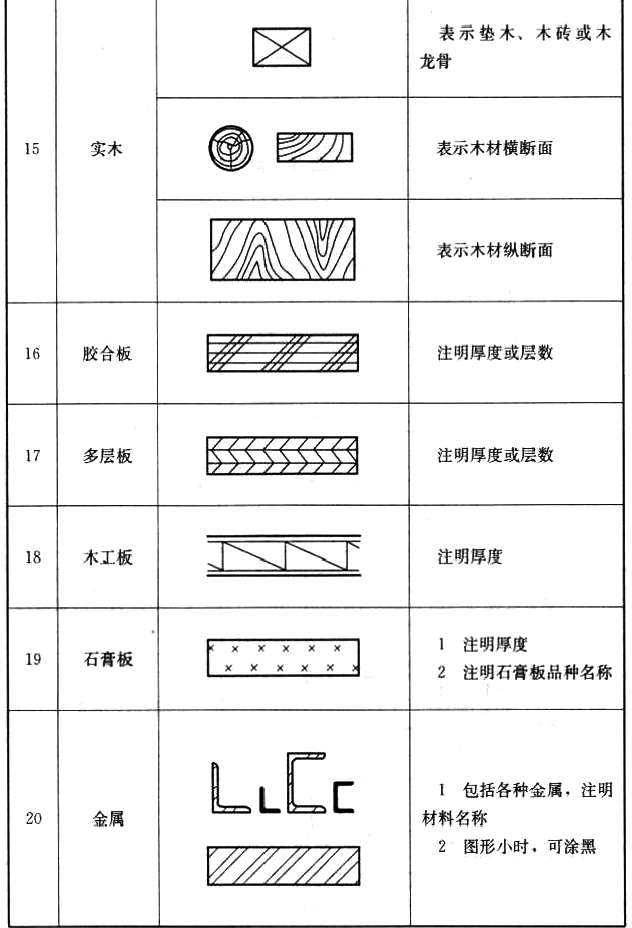 表示垫木、木砖或木
龙骨
15
实木
表示木材横断面
表示木材纵断面
16
胶合板
注明厚度或层数
17
多层板
注明厚度或层数
18
木工板
注明厚度
19
石膏板
1 注明厚度
2 注明石膏板品种名称
20
金属
1 包括各种金属，注明
材料名称
2 图形小时，可涂黑